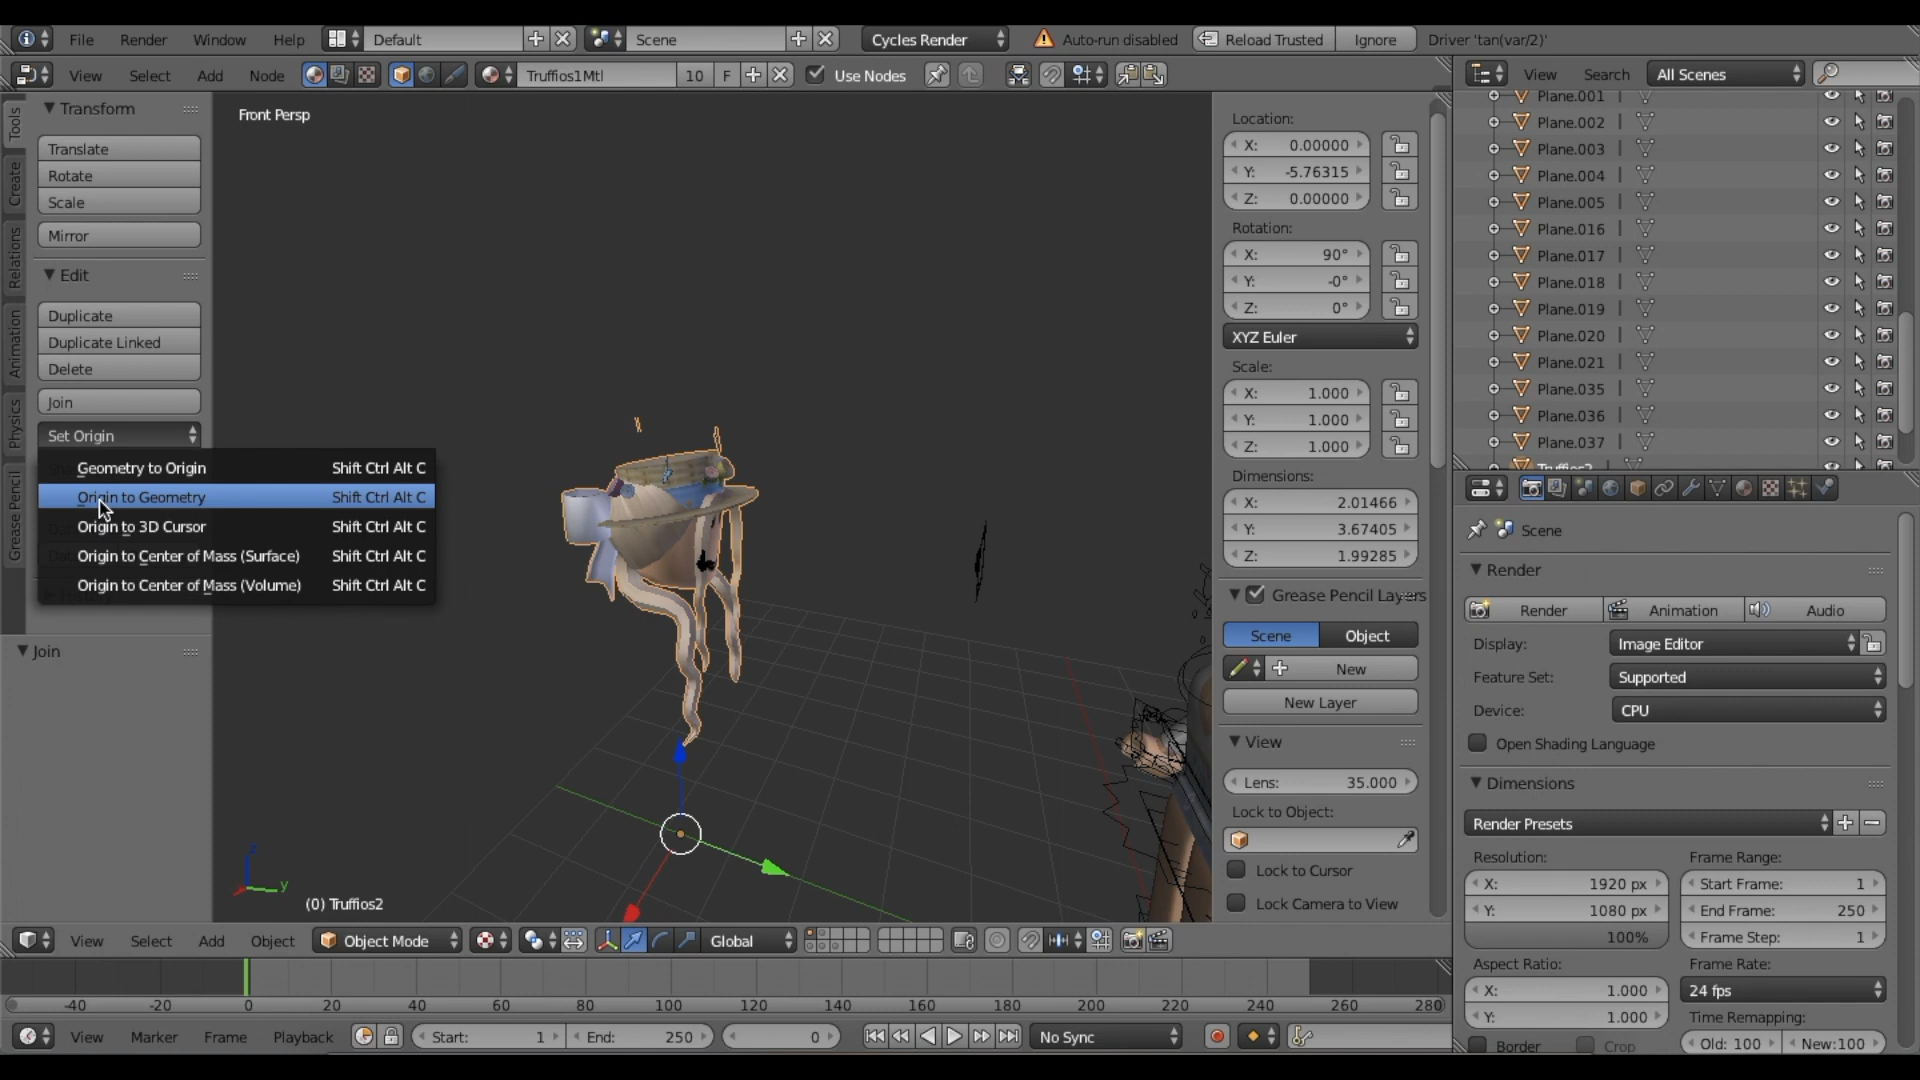 File Render Window Help Default Scene Cycles Render Auto-run disabled Reload Trusted Ignore Driver 'tan(var/2)'
View Select Add Node Truffios1Mtl 10 F Use Nodes
View Search All Scenes
Tools
Create
Relations
Animation
Physics
Grease Pencil
Transform
Translate
Rotate
Scale
Mirror
Edit
Duplicate
Duplicate Linked
Delete
Join
Set Origin
Geometry to Origin Shift Ctrl Alt C
Origin to Geometry Shift Ctrl Alt C
Origin to 3D Cursor Shift Ctrl Alt C
Origin to Center of Mass (Surface) Shift Ctrl Alt C
Origin to Center of Mass (Volume) Shift Ctrl Alt C
Join
Front Persp
z
y
(0) Truffios2
Location:
X: 0.00000
Y: -5.76315
Z: 0.00000
Rotation:
X: 90°
Y: -0°
Z: 0°
XYZ Euler
Scale:
X: 1.000
Y: 1.000
Z: 1.000
Dimensions:
X: 2.01466
Y: 3.67405
Z: 1.99285
Grease Pencil Layers
Scene Object
New
New Layer
View
Lens: 35.000
Lock to Object:
Lock to Cursor
Lock Camera to View
Plane.001
Plane.002
Plane.003
Plane.004
Plane.005
Plane.016
Plane.017
Plane.018
Plane.019
Plane.020
Plane.021
Plane.035
Plane.036
Plane.037
Truffios2
Scene
Render
Render Animation Audio
Display: Image Editor
Feature Set: Supported
Device: CPU
Open Shading Language
Dimensions
Render Presets
Resolution: Frame Range:
X: 1920 px Start Frame: 1
Y: 1080 px End Frame: 250
100% Frame Step: 1
Aspect Ratio: Frame Rate:
X: 1.000 24 fps
Y: 1.000 Time Remapping:
Border Crop Old: 100 New:100
View Select Add Object Object Mode Global
-40 -20 0 20 40 60 80 100 120 140 160 180 200 220 240 260 280
View Marker Frame Playback Start: 1 End: 250 0 No Sync